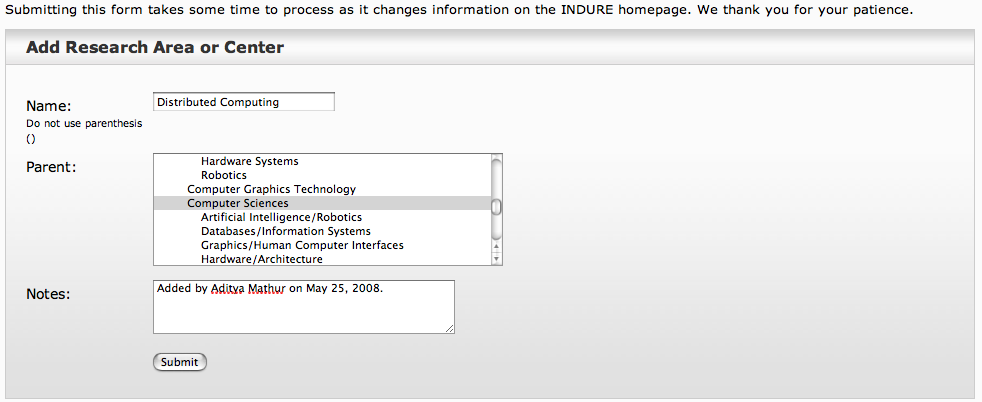 Submitting this form takes some time to process as it changes information on the INDURE homepage. We thank you for your patience.
Add Research Area or Center
Name:
Distributed Computing
Do not use parenthesis
()
Parent:
Hardware Systems
Robotics
Computer Graphics Technology
Computer Sciences
Artificial Intelligence/Robotics
Databases/Information Systems
Graphics/Human Computer Interfaces
Hardware/Architecture
Notes:
Added by Aditya Mathur on May 25, 2008.
Submit